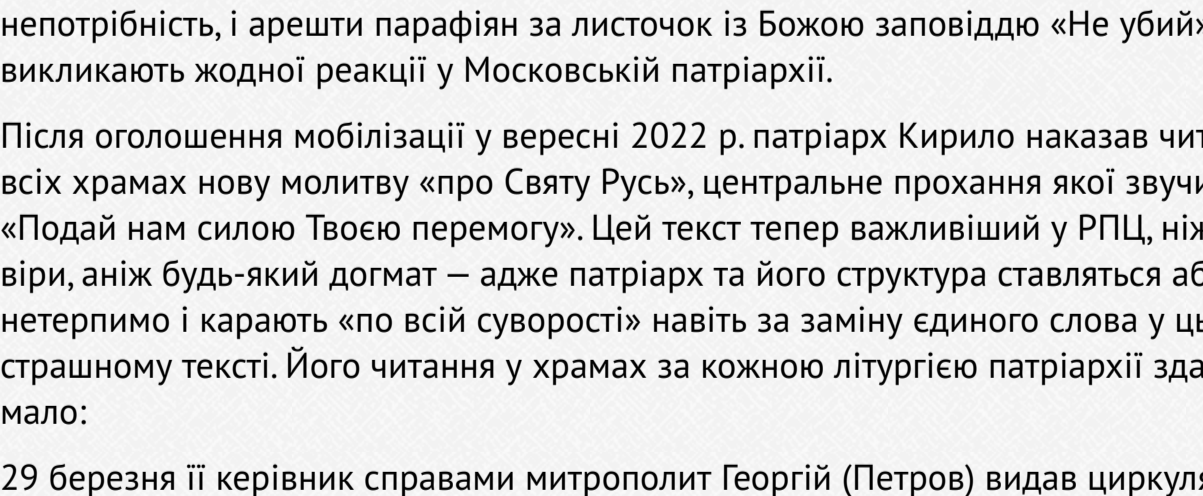 непотрібність, і арешти парафіян за листочок із Божою заповіддю «Не убий»
викликають жодної реакції у Московській патріархії.
Після оголошення мобілізації у вересні 2022 р. патріарх Кирило наказав чит
всіх храмах нову молитву «про Святу Русь», центральне прохання якої звучи
«Подай нам силою Твоєю перемогу». Цей текст тепер важливіший у РПЦ, ніж
віри, аніж будь-який догмат — адже патріарх та його структура ставляться аб
нетерпимо і карають «по всій суворості» навіть за заміну єдиного слова у ць
страшному тексті. Його читання у храмах за кожною літургією патріархії зда
мало:
29 березня її керівник справами митрополит Георгій (Петров) видав циркуля